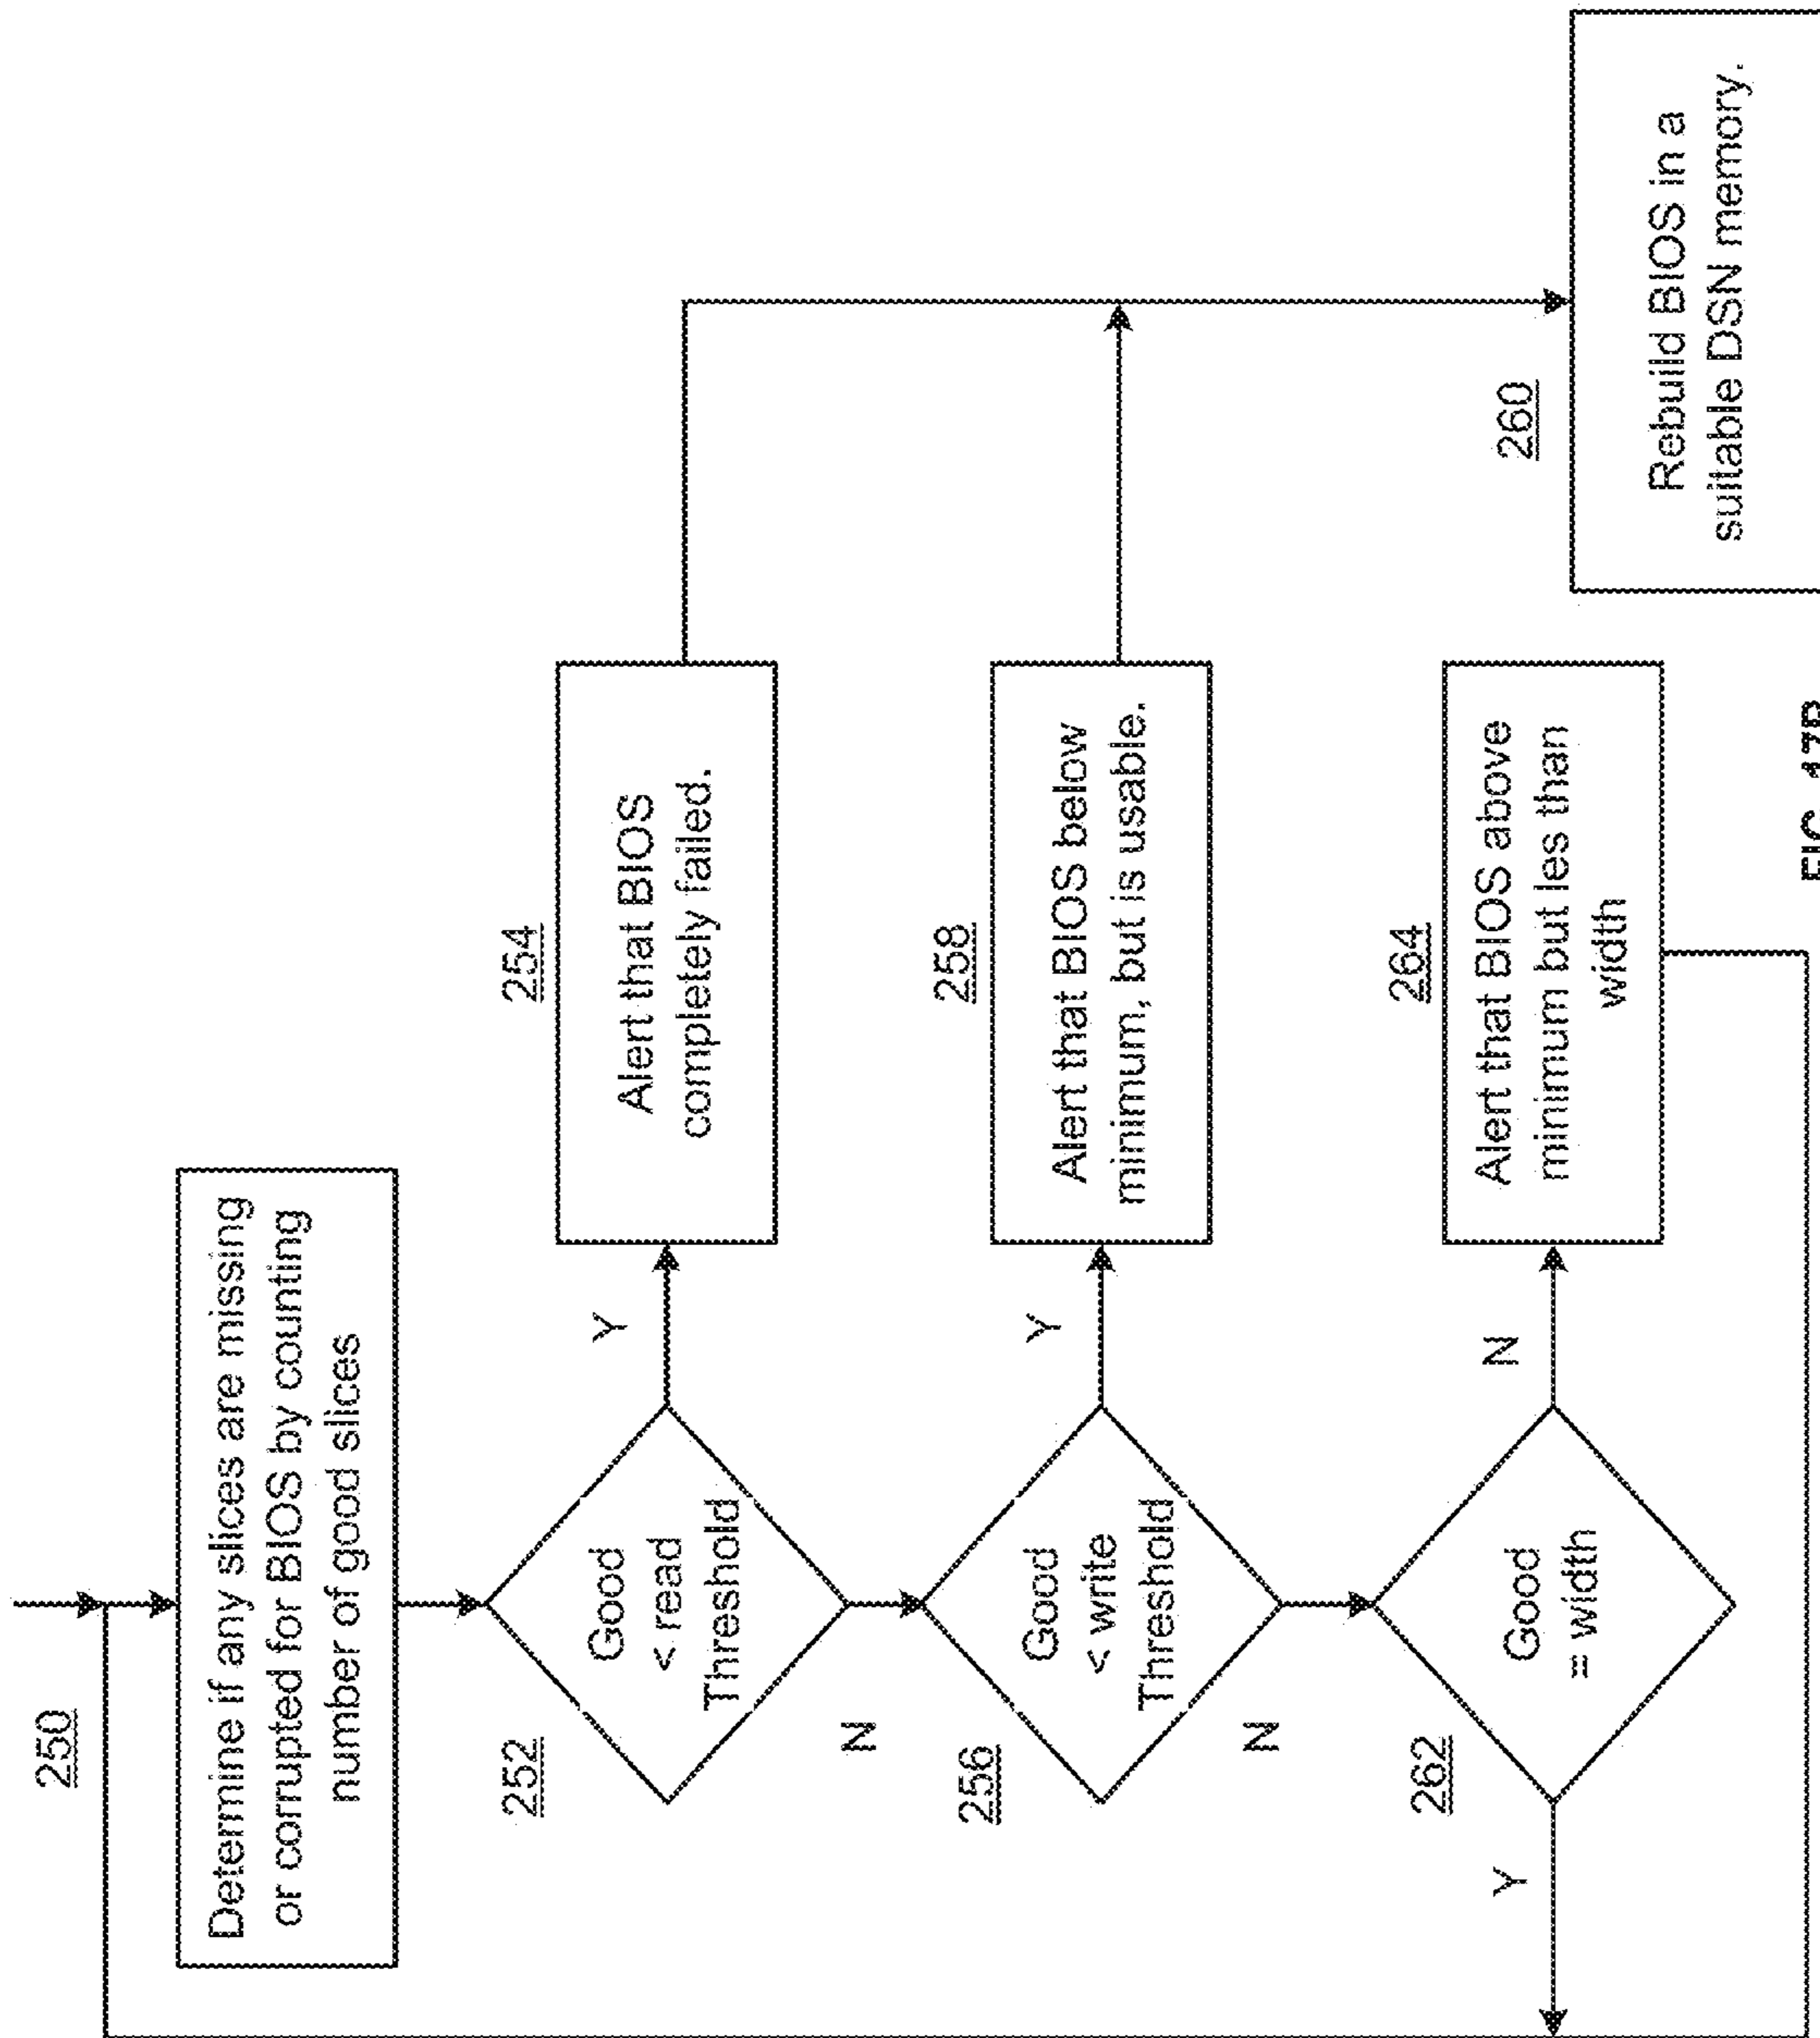 250
Determine if any slices are missing
or corrupted for BIOS by counting
number of good slices
252
Good
< read
Threshold
Y
N
254
Alert that BIOS
completely failed.
256
Good
< write
Threshold
Y
N
258
Alert that BIOS below
minimum, but is usable.
260
Rebuild BIOS in a
suitable DSN memory.
262
Good
= width
Y
N
264
Alert that BIOS above
minimum but less than
width
FIG.